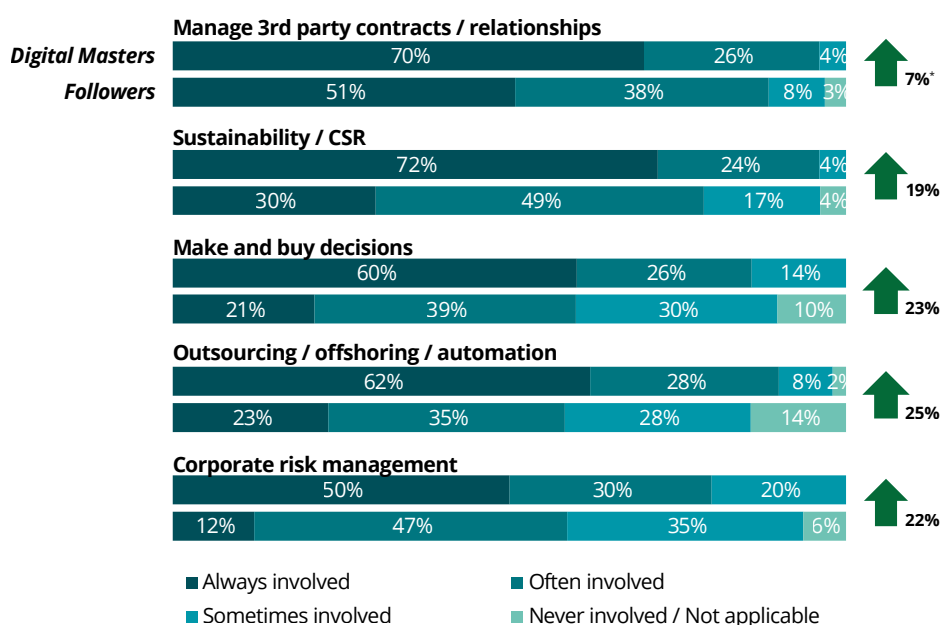 Manage 3rd party contracts / relationships
Digital Masters 70% 26% 4%
7%*
Followers 51% 38% 8% 3%
Sustainability / CSR
72% 24% 4%
19%
30% 49% 17% 4%
Make and buy decisions
60% 26% 14%
23%
21% 39% 30% 10%
Outsourcing / offshoring / automation
62% 28% 8% 2%
25%
23% 35% 28% 14%
Corporate risk management
50% 30% 20%
22%
12% 47% 35% 6%
Always involved Often involved
Sometimes involved Never involved / Not applicable